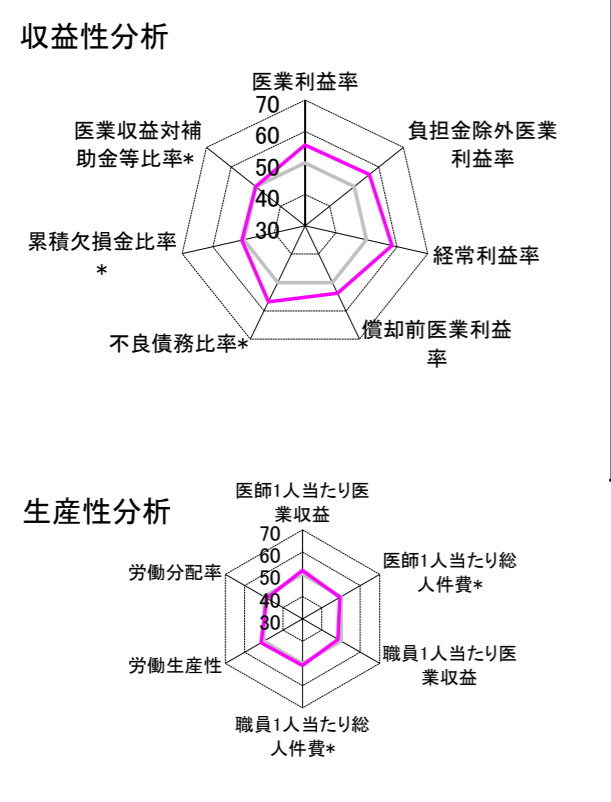 収益性分析
医業利益率
70
60
50
40
30
負担金除外医業
利益率
経常利益率
償却前医業利益
率
不良債務比率*
累積欠損金比率
*
医業収益対補
助金等比率*
生産性分析
医師1人当たり医
業収益
70
60
50
40
30
医師1人当たり総
人件費*
職員1人当たり医
業収益
職員1人当たり総
人件費*
労働生産性
労働分配率